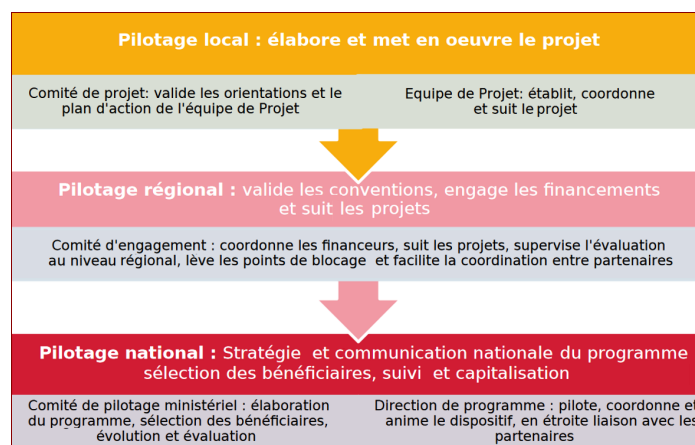 Pilotage local : élabore et met en oeuvre le projet
Comité de projet: valide les orientations et le
plan d'action de l'équipe de Projet
Equipe de Projet: établit, coordonne
et suit le projet
Pilotage régional : valide les conventions, engage les financements
et suit les projets
Comité d'engagement : coordonne les financeurs, suit les projets, supervise l'évaluation
au niveau régional, lève les points de blocage et facilite la coordination entre partenaires
Pilotage national : Stratégie et communication nationale du programme
sélection des bénéficiaires, suivi et capitalisation
Comité de pilotage ministériel : élaboration
du programme, sélection des bénéficiaires,
évolution et évaluation
Direction de programme : pilote, coordonne et
anime le dispositif, en étroite liaison avec les
partenaires